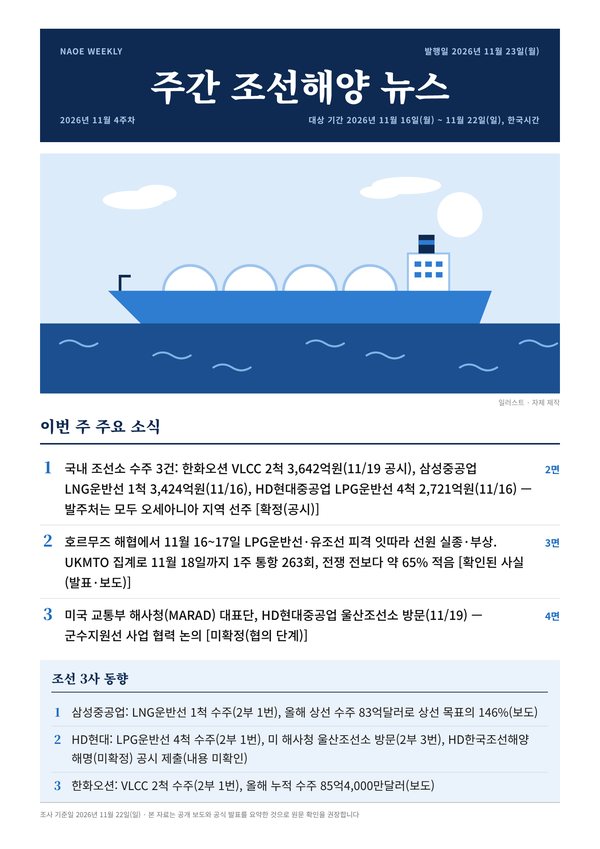 NAOE WEEKLY
발행일 2026년 11월 23일(월)
주간 조선해양 뉴스
2026년 11월 4주차
대상 기간 2026년 11월 16일(월) ~ 11월 22일(일), 한국시간
일러스트 · 자체 제작
이번 주 주요 소식
1 국내 조선소 수주 3건: 한화오션 VLCC 2척 3,642억원(11/19 공시), 삼성중공업 2면
LNG운반선 1척 3,424억원(11/16), HD현대중공업 LPG운반선 4척 2,721억원(11/16) —
발주처는 모두 오세아니아 지역 선주 [확정(공시)]
2 호르무즈 해협에서 11월 16~17일 LPG운반선·유조선 피격 잇따라 선원 실종·부상. 3면
UKMTO 집계로 11월 18일까지 1주 통항 263회, 전쟁 전보다 약 65% 적음 [확인된 사실
(발표·보도)]
3 미국 교통부 해사청(MARAD) 대표단, HD현대중공업 울산조선소 방문(11/19) — 4면
군수지원선 사업 협력 논의 [미확정(협의 단계)]
조선 3사 동향
1 삼성중공업: LNG운반선 1척 수주(2부 1번), 올해 상선 수주 83억달러로 상선 목표의 146%(보도)
2 HD현대: LPG운반선 4척 수주(2부 1번), 미 해사청 울산조선소 방문(2부 3번), HD한국조선해양
해명(미확정) 공시 제출(내용 미확인)
3 한화오션: VLCC 2척 수주(2부 1번), 올해 누적 수주 85억4,000만달러(보도)
조사 기준일 2026년 11월 22일(일) · 본 자료는 공개 보도와 공식 발표를 요약한 것으로 원문 확인을 권장합니다